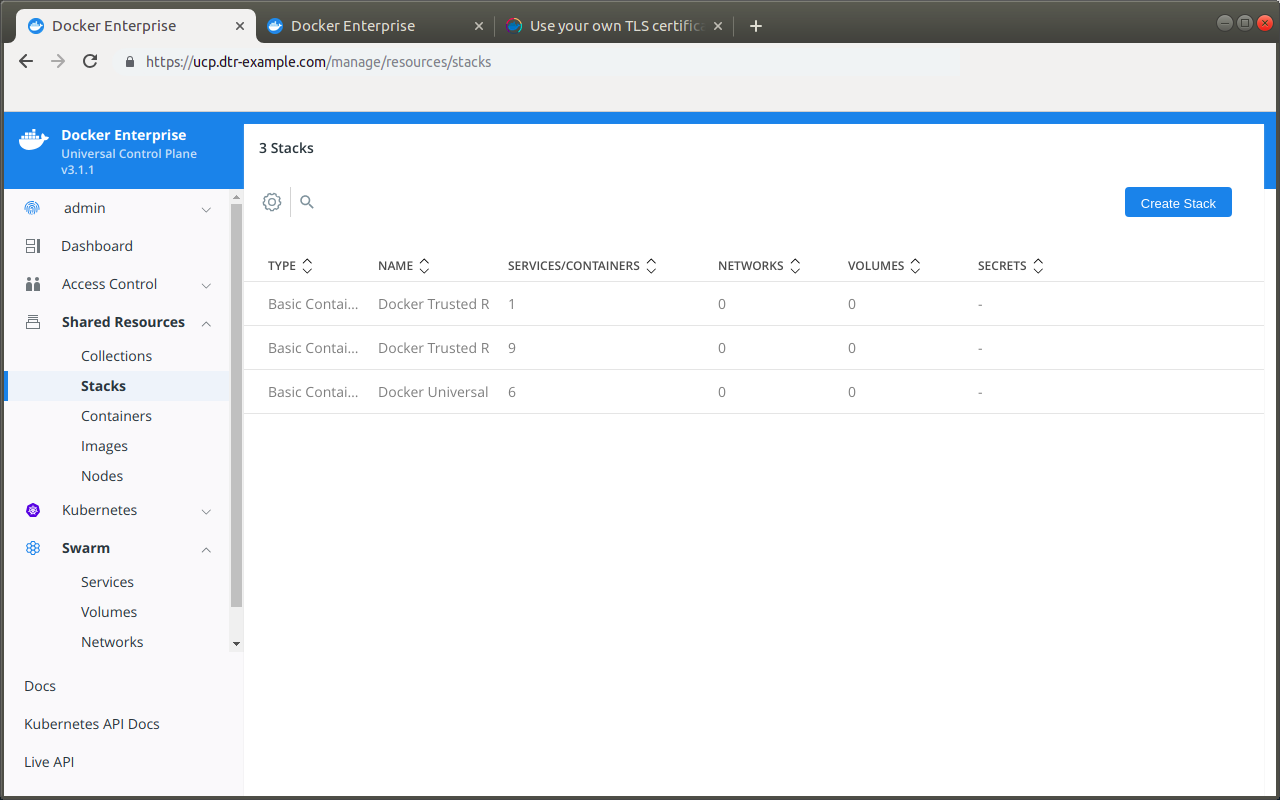 Docker Enterprise
Docker Enterprise
Use your own TLS certifica
https://ucp.dtr-example.com/manage/resources/stacks
Docker Enterprise
Universal Control Plane
v3.1.1
admin
Dashboard
Access Control
Shared Resources
Collections
Stacks
Containers
Images
Nodes
Kubernetes
Swarm
Services
Volumes
Networks
Docs
Kubernetes API Docs
Live API
3 Stacks
Create Stack
TYPE NAME SERVICES/CONTAINERS NETWORKS VOLUMES SECRETS
Basic Contai... Docker Trusted R 1 0 0 -
Basic Contai... Docker Trusted R 9 0 0 -
Basic Contai... Docker Universal 6 0 0 -